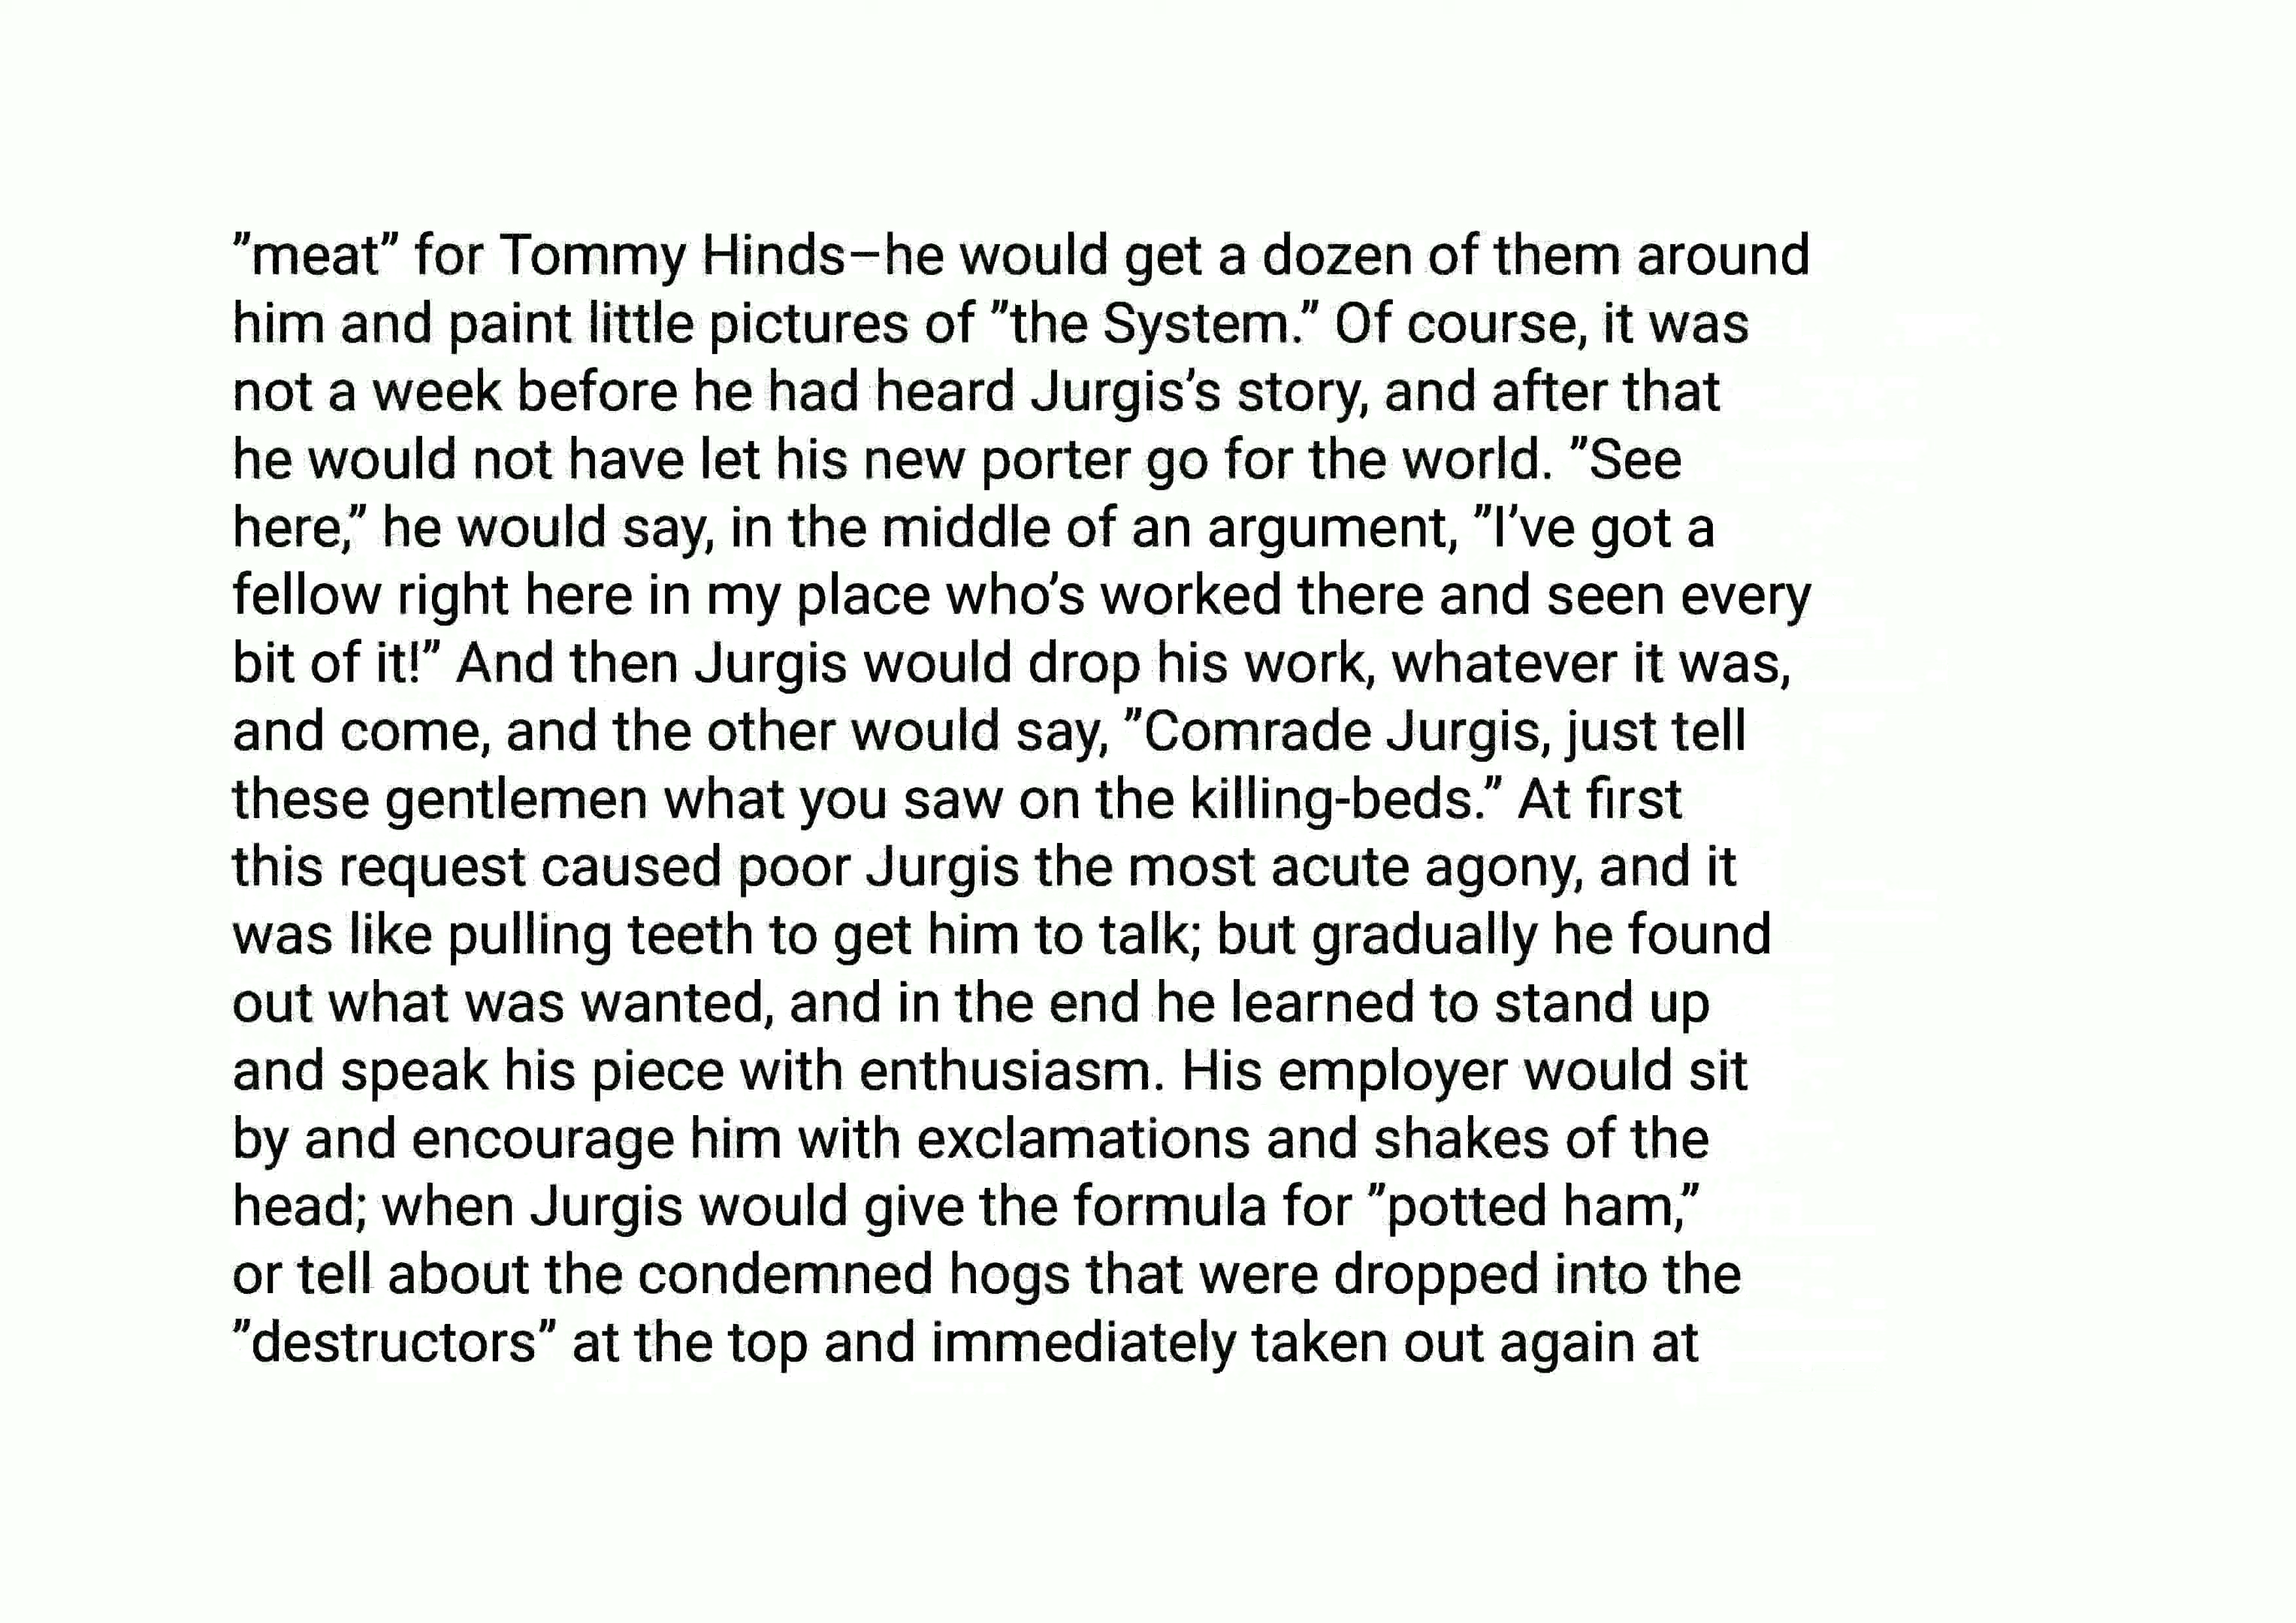 ”meat” for Tommy Hinds–he would get a dozen of them around
him and paint little pictures of ”the System.” Of course, it was
not a week before he had heard Jurgis’s story, and after that
he would not have let his new porter go for the world. ”See
here,” he would say, in the middle of an argument, ”I’ve got a
fellow right here in my place who’s worked there and seen every
bit of it!” And then Jurgis would drop his work, whatever it was,
and come, and the other would say, ”Comrade Jurgis, just tell
these gentlemen what you saw on the killing-beds.” At first
this request caused poor Jurgis the most acute agony, and it
was like pulling teeth to get him to talk; but gradually he found
out what was wanted, and in the end he learned to stand up
and speak his piece with enthusiasm. His employer would sit
by and encourage him with exclamations and shakes of the
head; when Jurgis would give the formula for ”potted ham,”
or tell about the condemned hogs that were dropped into the
”destructors” at the top and immediately taken out again at